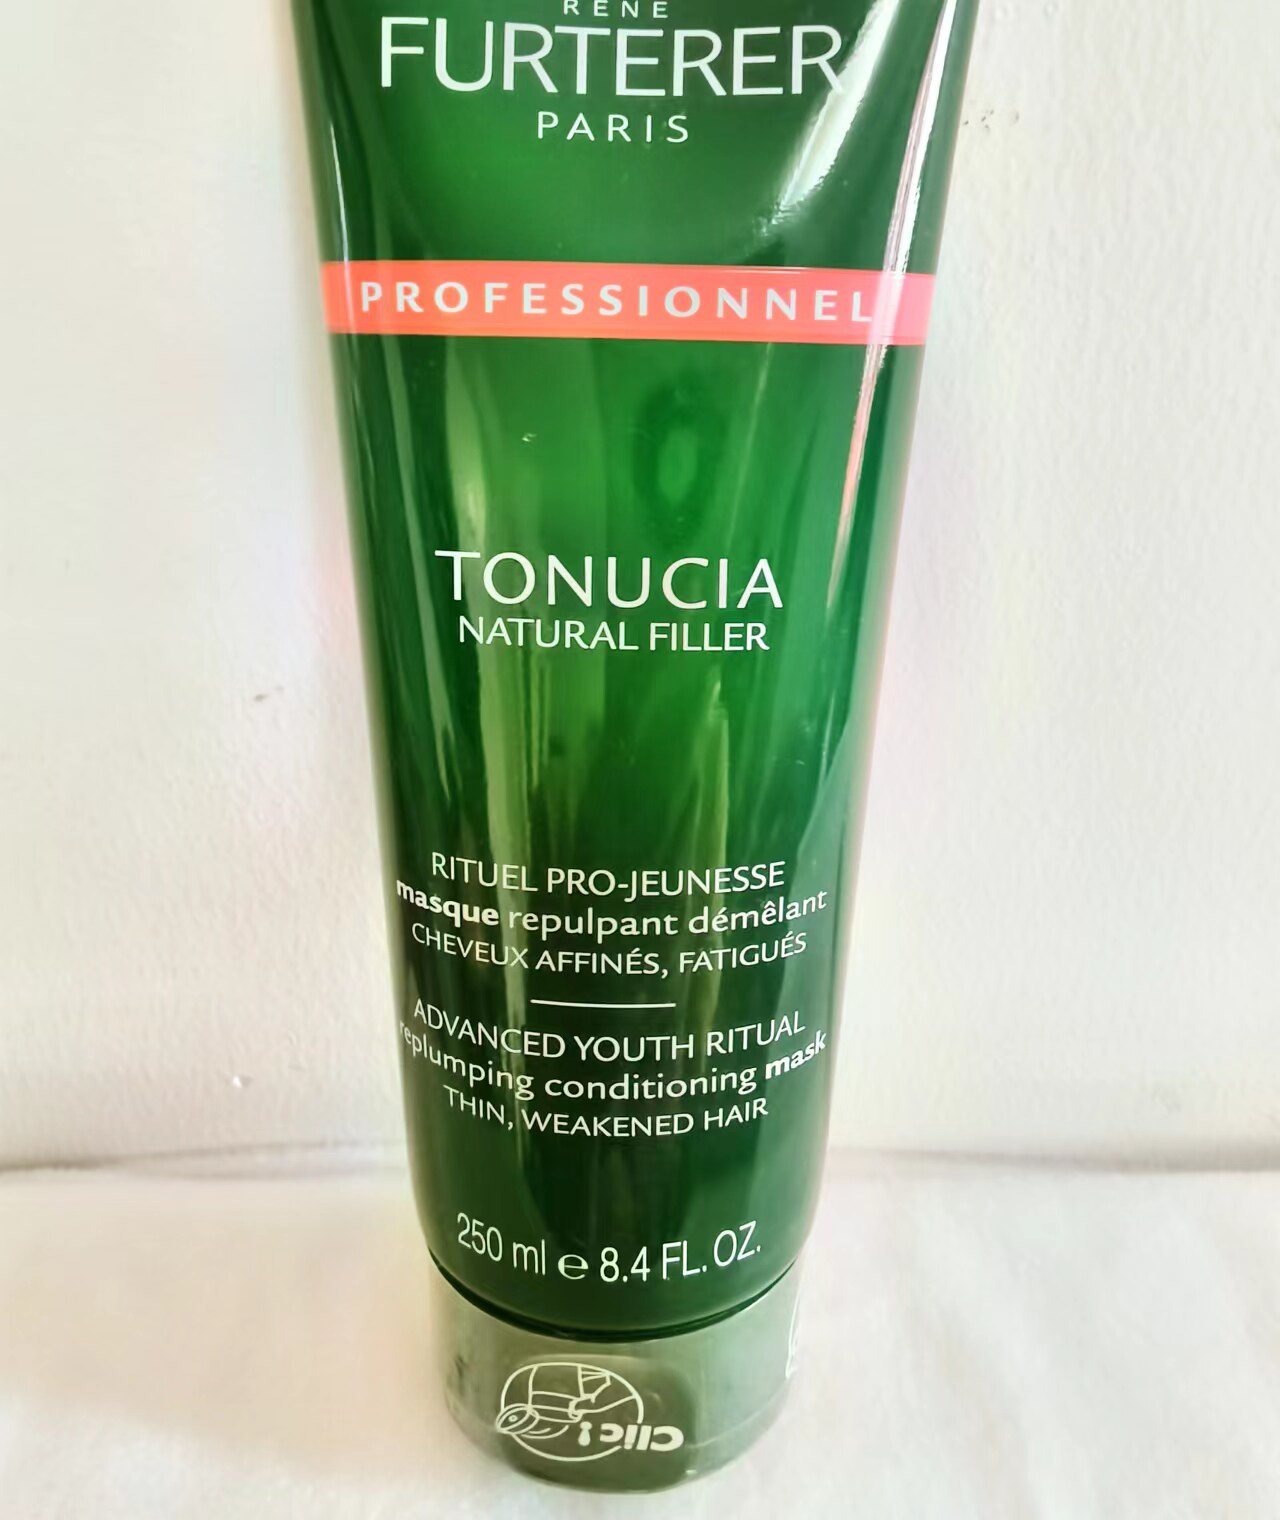 RENE
FURTERER
PARIS
PROFESSIONNEL
TONUCIA
NATURAL FILLER
RITUEL PRO-JEUNESSE
masque repulpant démêlant
CHEVEUX AFFINÉS, FATIGUÉS
ADVANCED YOUTH RITUAL
replumping conditioning mask
THIN, WEAKENED HAIR
250 ml e 8.4 FL. OZ.
clic!